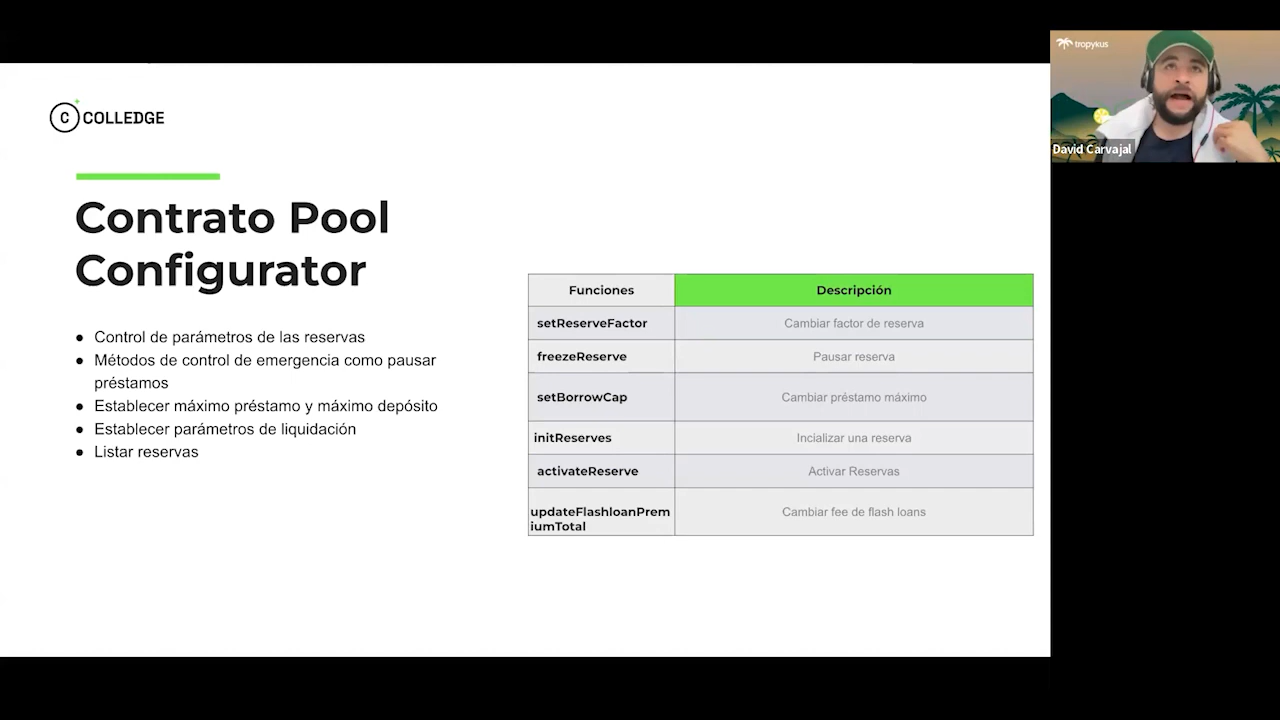 C COLLEDGE
Contrato Pool
Configurator
● Control de parámetros de las reservas
● Métodos de control de emergencia como pausar
préstamos
● Establecer máximo préstamo y máximo depósito
● Establecer parámetros de liquidación
● Listar reservas
Funciones Descripción
setReserveFactor Cambiar factor de reserva
freezeReserve Pausar reserva
setBorrowCap Cambiar préstamo máximo
initReserves Incializar una reserva
activateReserve Activar Reservas
updateFlashloanPrem Cambiar fee de flash loans
iumTotal
tropykus
David Carvajal